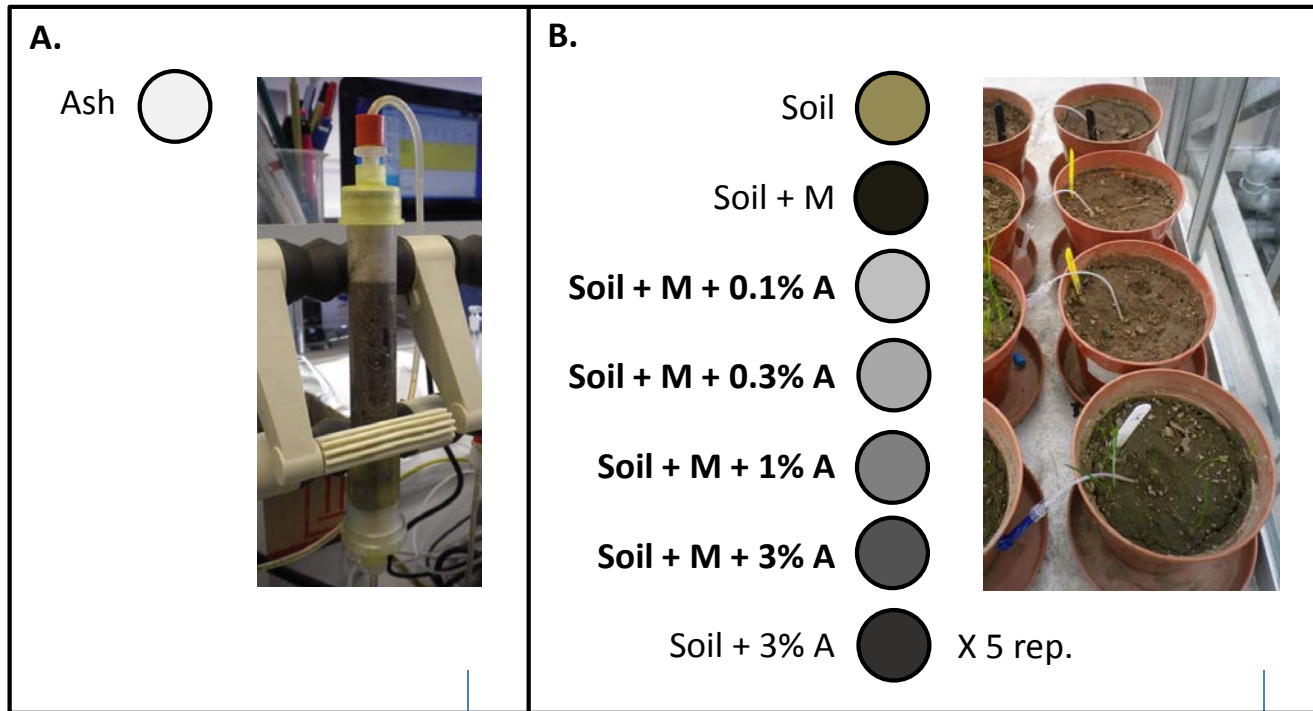 A.
Ash
B.
Soil
Soil + M
Soil + M + 0.1% A
Soil + M + 0.3% A
Soil + M + 1% A
Soil + M + 3% A
Soil + 3% A
X 5 rep.